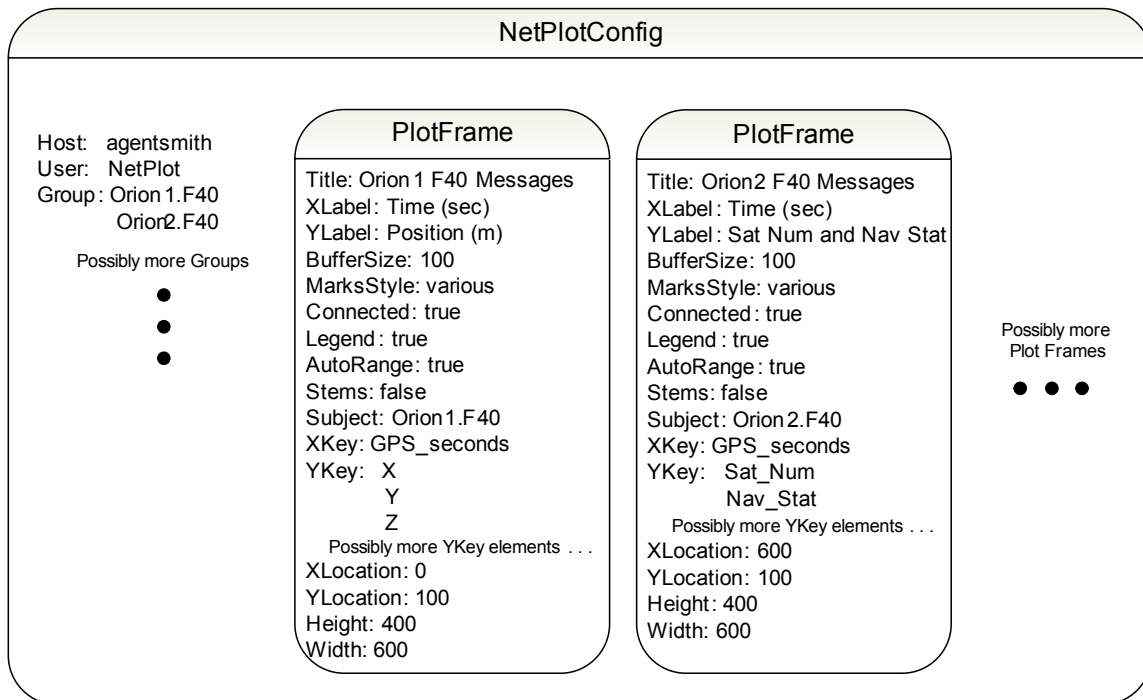 NetPlotConfig
Host: agentsmith
User: NetPlot
Group: Orion 1.F40
Orion2.F40
Possibly more Groups
PlotFrame
Title: Orion 1 F40 Messages
XLabel: Time (sec)
YLabel: Position (m)
BufferSize: 100
MarksStyle: various
Connected: true
Legend: true
AutoRange: true
Stems: false
Subject: Orion1.F40
XKey: GPS_seconds
YKey: X
Y
Z
Possibly more YKey elements . . .
XLocation: 0
YLocation: 100
Height: 400
Width: 600
PlotFrame
Title: Orion2 F40 Messages
XLabel: Time (sec)
YLabel: Sat Num and Nav Stat
BufferSize: 100
MarksStyle: various
Connected: true
Legend: true
AutoRange: true
Stems: false
Subject: Orion2.F40
XKey: GPS_seconds
YKey: Sat_Num
Nav_Stat
Possibly more YKey elements . . .
XLocation: 600
YLocation: 100
Height: 400
Width: 600
Possibly more
Plot Frames